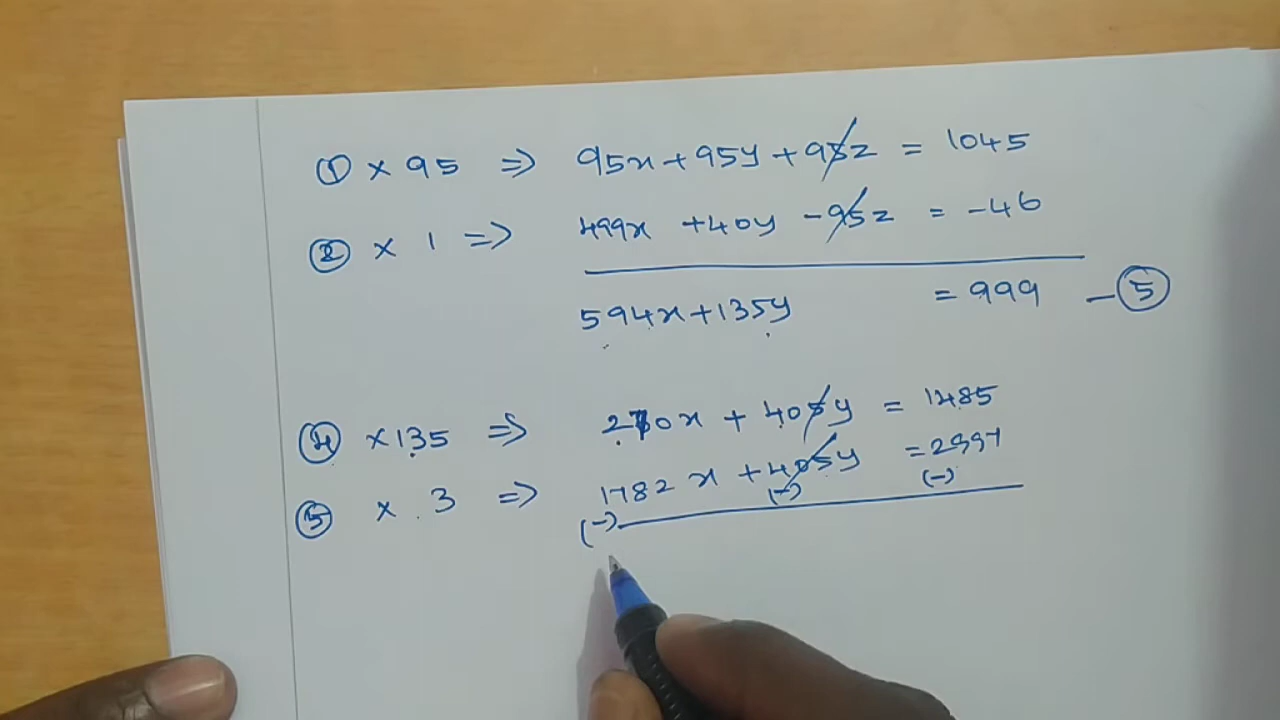 ① × 95 ⇒ 95x + 95y + 95z = 1045
② × 1 ⇒ 499x + 40y - 95z = -46
594x + 135y = 999 - ⑤
④ × 135 ⇒ 270x + 405y = 1485
⑤ × 3 ⇒ 1782x + 405y = 2997
(-) (-) (-)